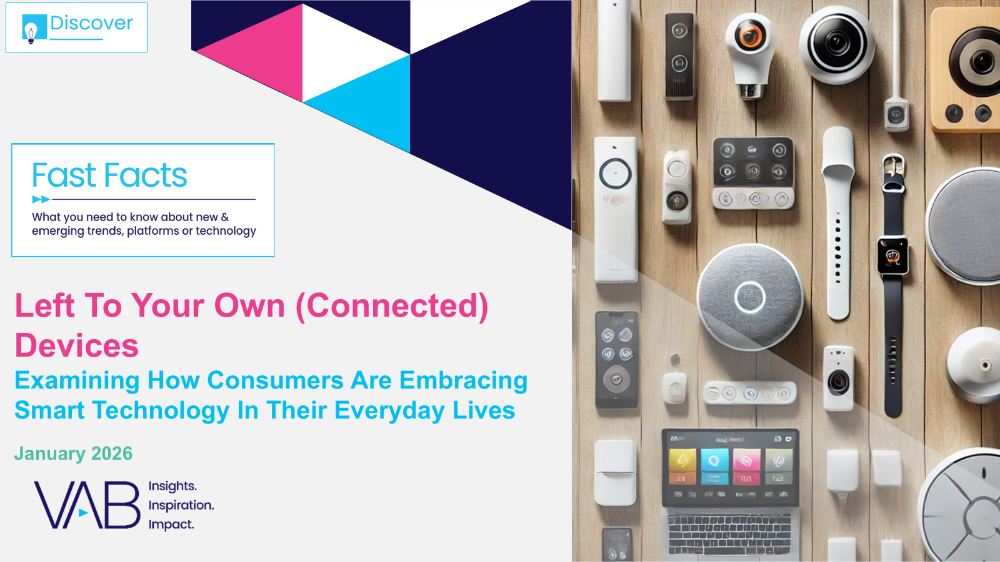 Discover
Fast Facts
What you need to know about new &
emerging trends, platforms or technology
Left To Your Own (Connected)
Devices
Examining How Consumers Are Embracing
Smart Technology In Their Everyday Lives
January 2026
VAB
Insights.
Inspiration.
Impact.